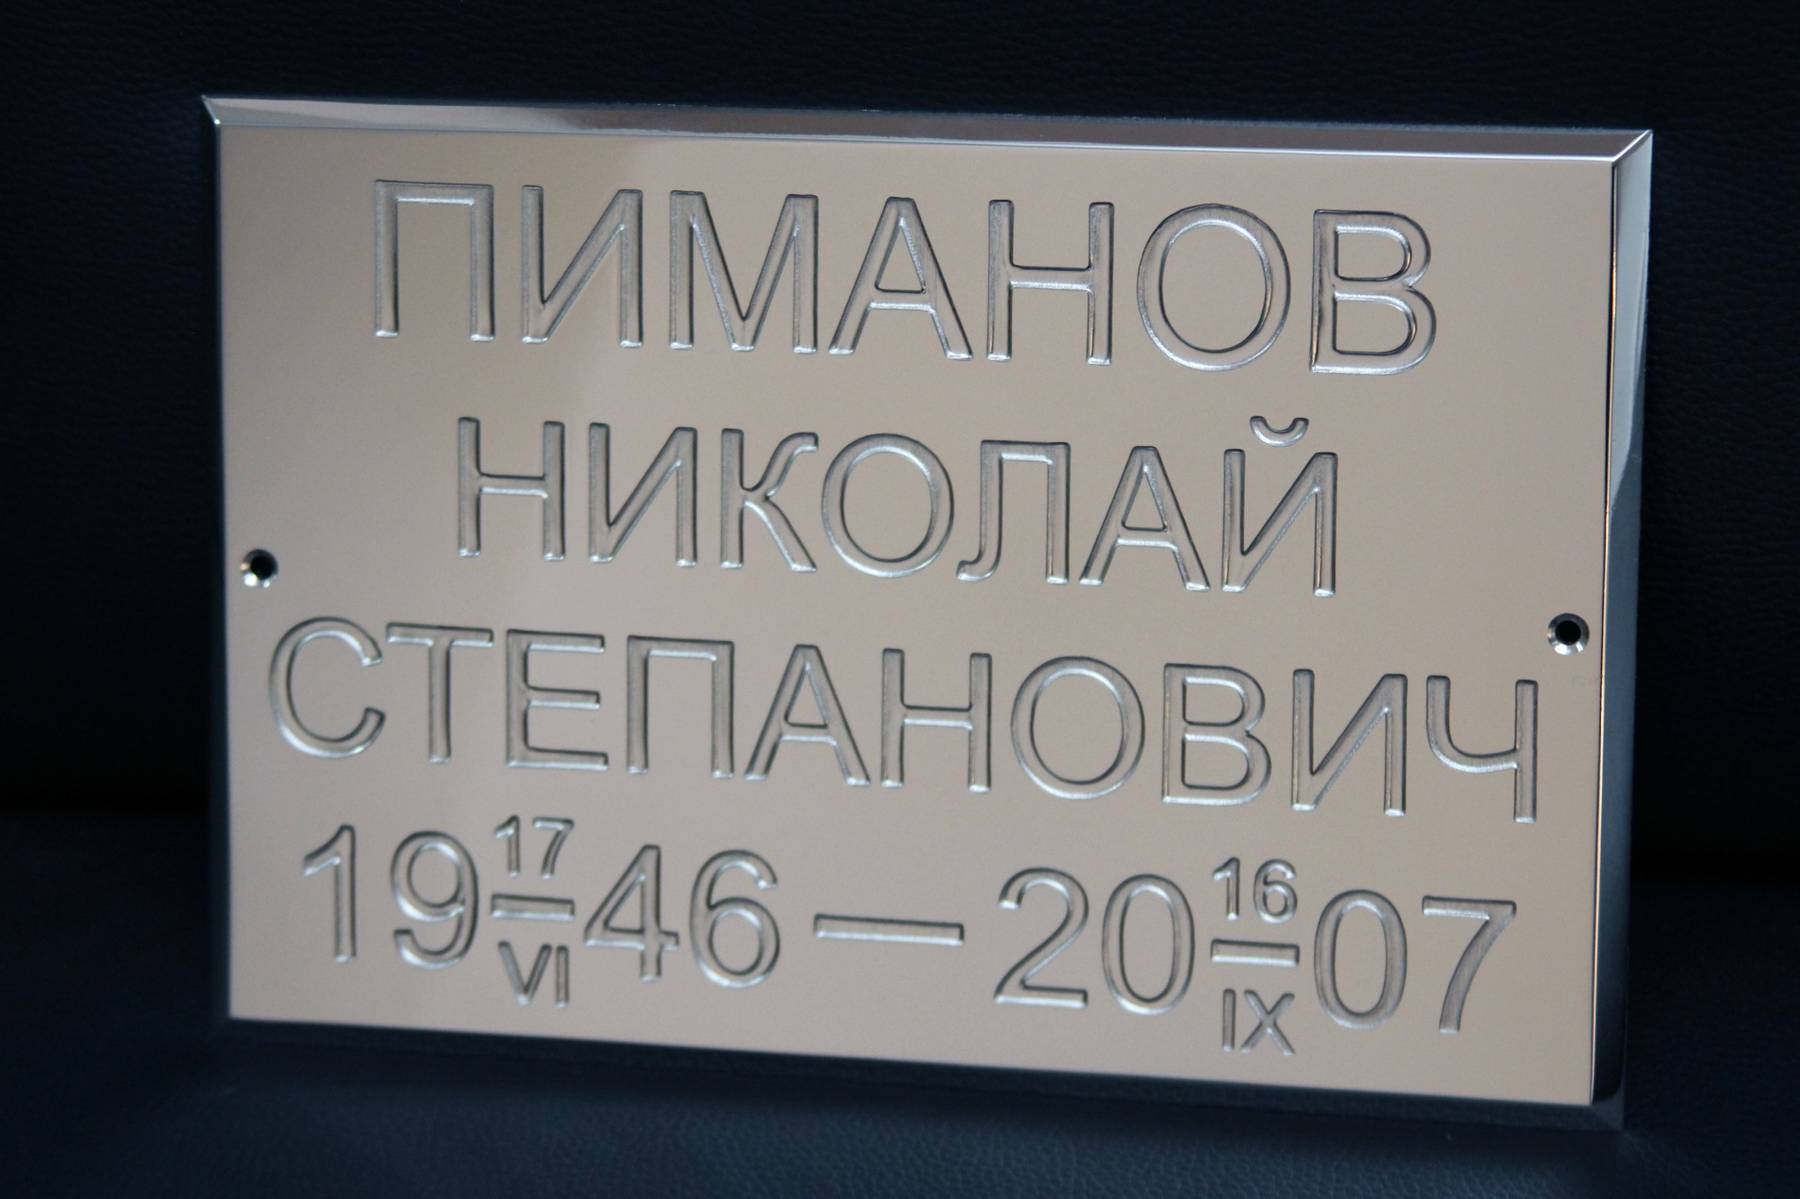 ПИМАНОВ
НИКОЛАЙ
СТЕПАНОВИЧ
19 17/VI 46 — 20 16/IX 07